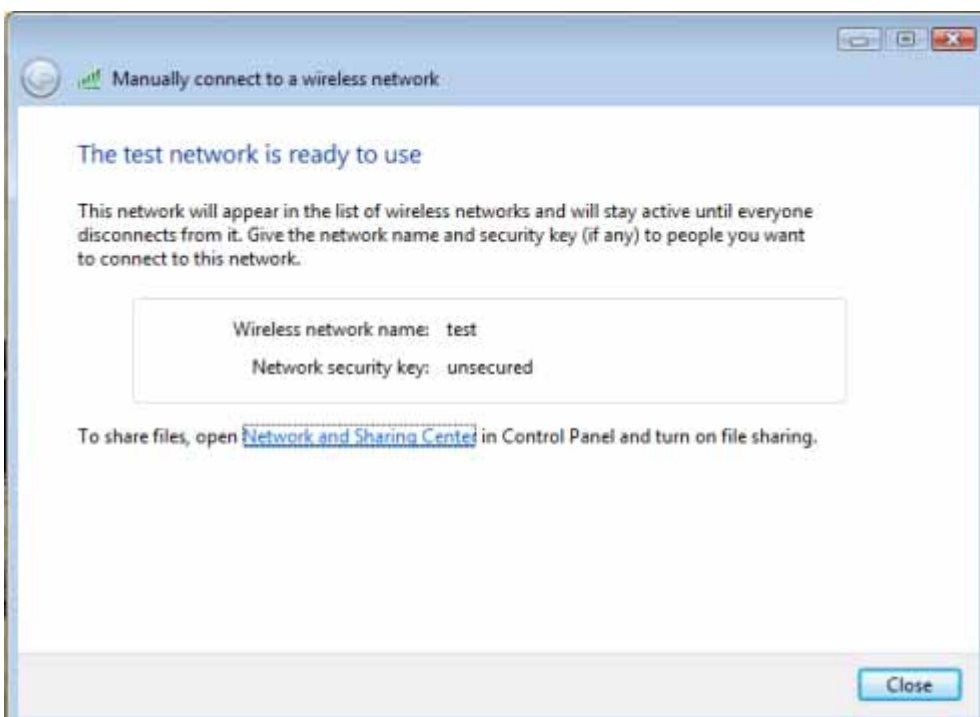 Manually connect to a wireless network
The test network is ready to use
This network will appear in the list of wireless networks and will stay active until everyone
disconnects from it. Give the network name and security key (if any) to people you want
to connect to this network.
Wireless network name: test
Network security key: unsecured
To share files, open Network and Sharing Center in Control Panel and turn on file sharing.
Close